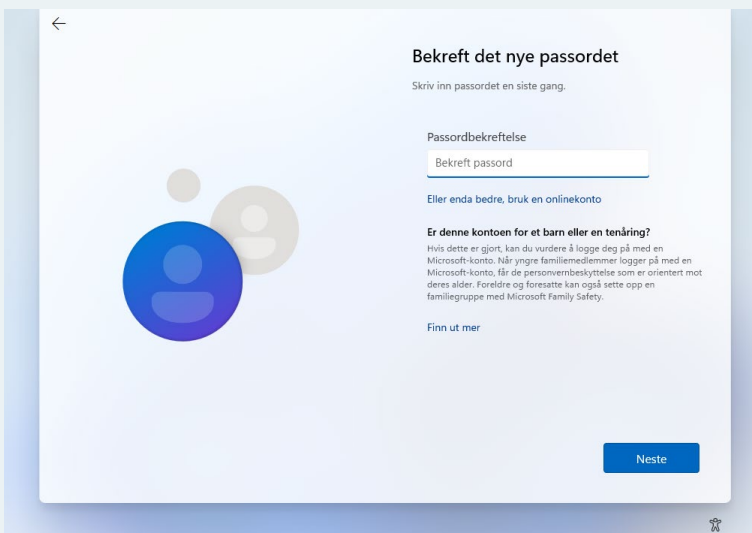 Bekreft det nye passordet
Skriv inn passordet en siste gang.
Passordbekreftelse
Bekreft passord
Eller enda bedre, bruk en onlinekonto
Er denne kontoen for et barn eller en tenåring?
Hvis dette er gjort, kan du vurdere å logge deg på med en
Microsoft-konto. Når yngre familiemedlemmer logger på med en
Microsoft-konto, får de personvernbeskyttelse som er orientert mot
deres alder. Foreldre og foresatte kan også sette opp en
familiegruppe med Microsoft Family Safety.
Finn ut mer
Neste